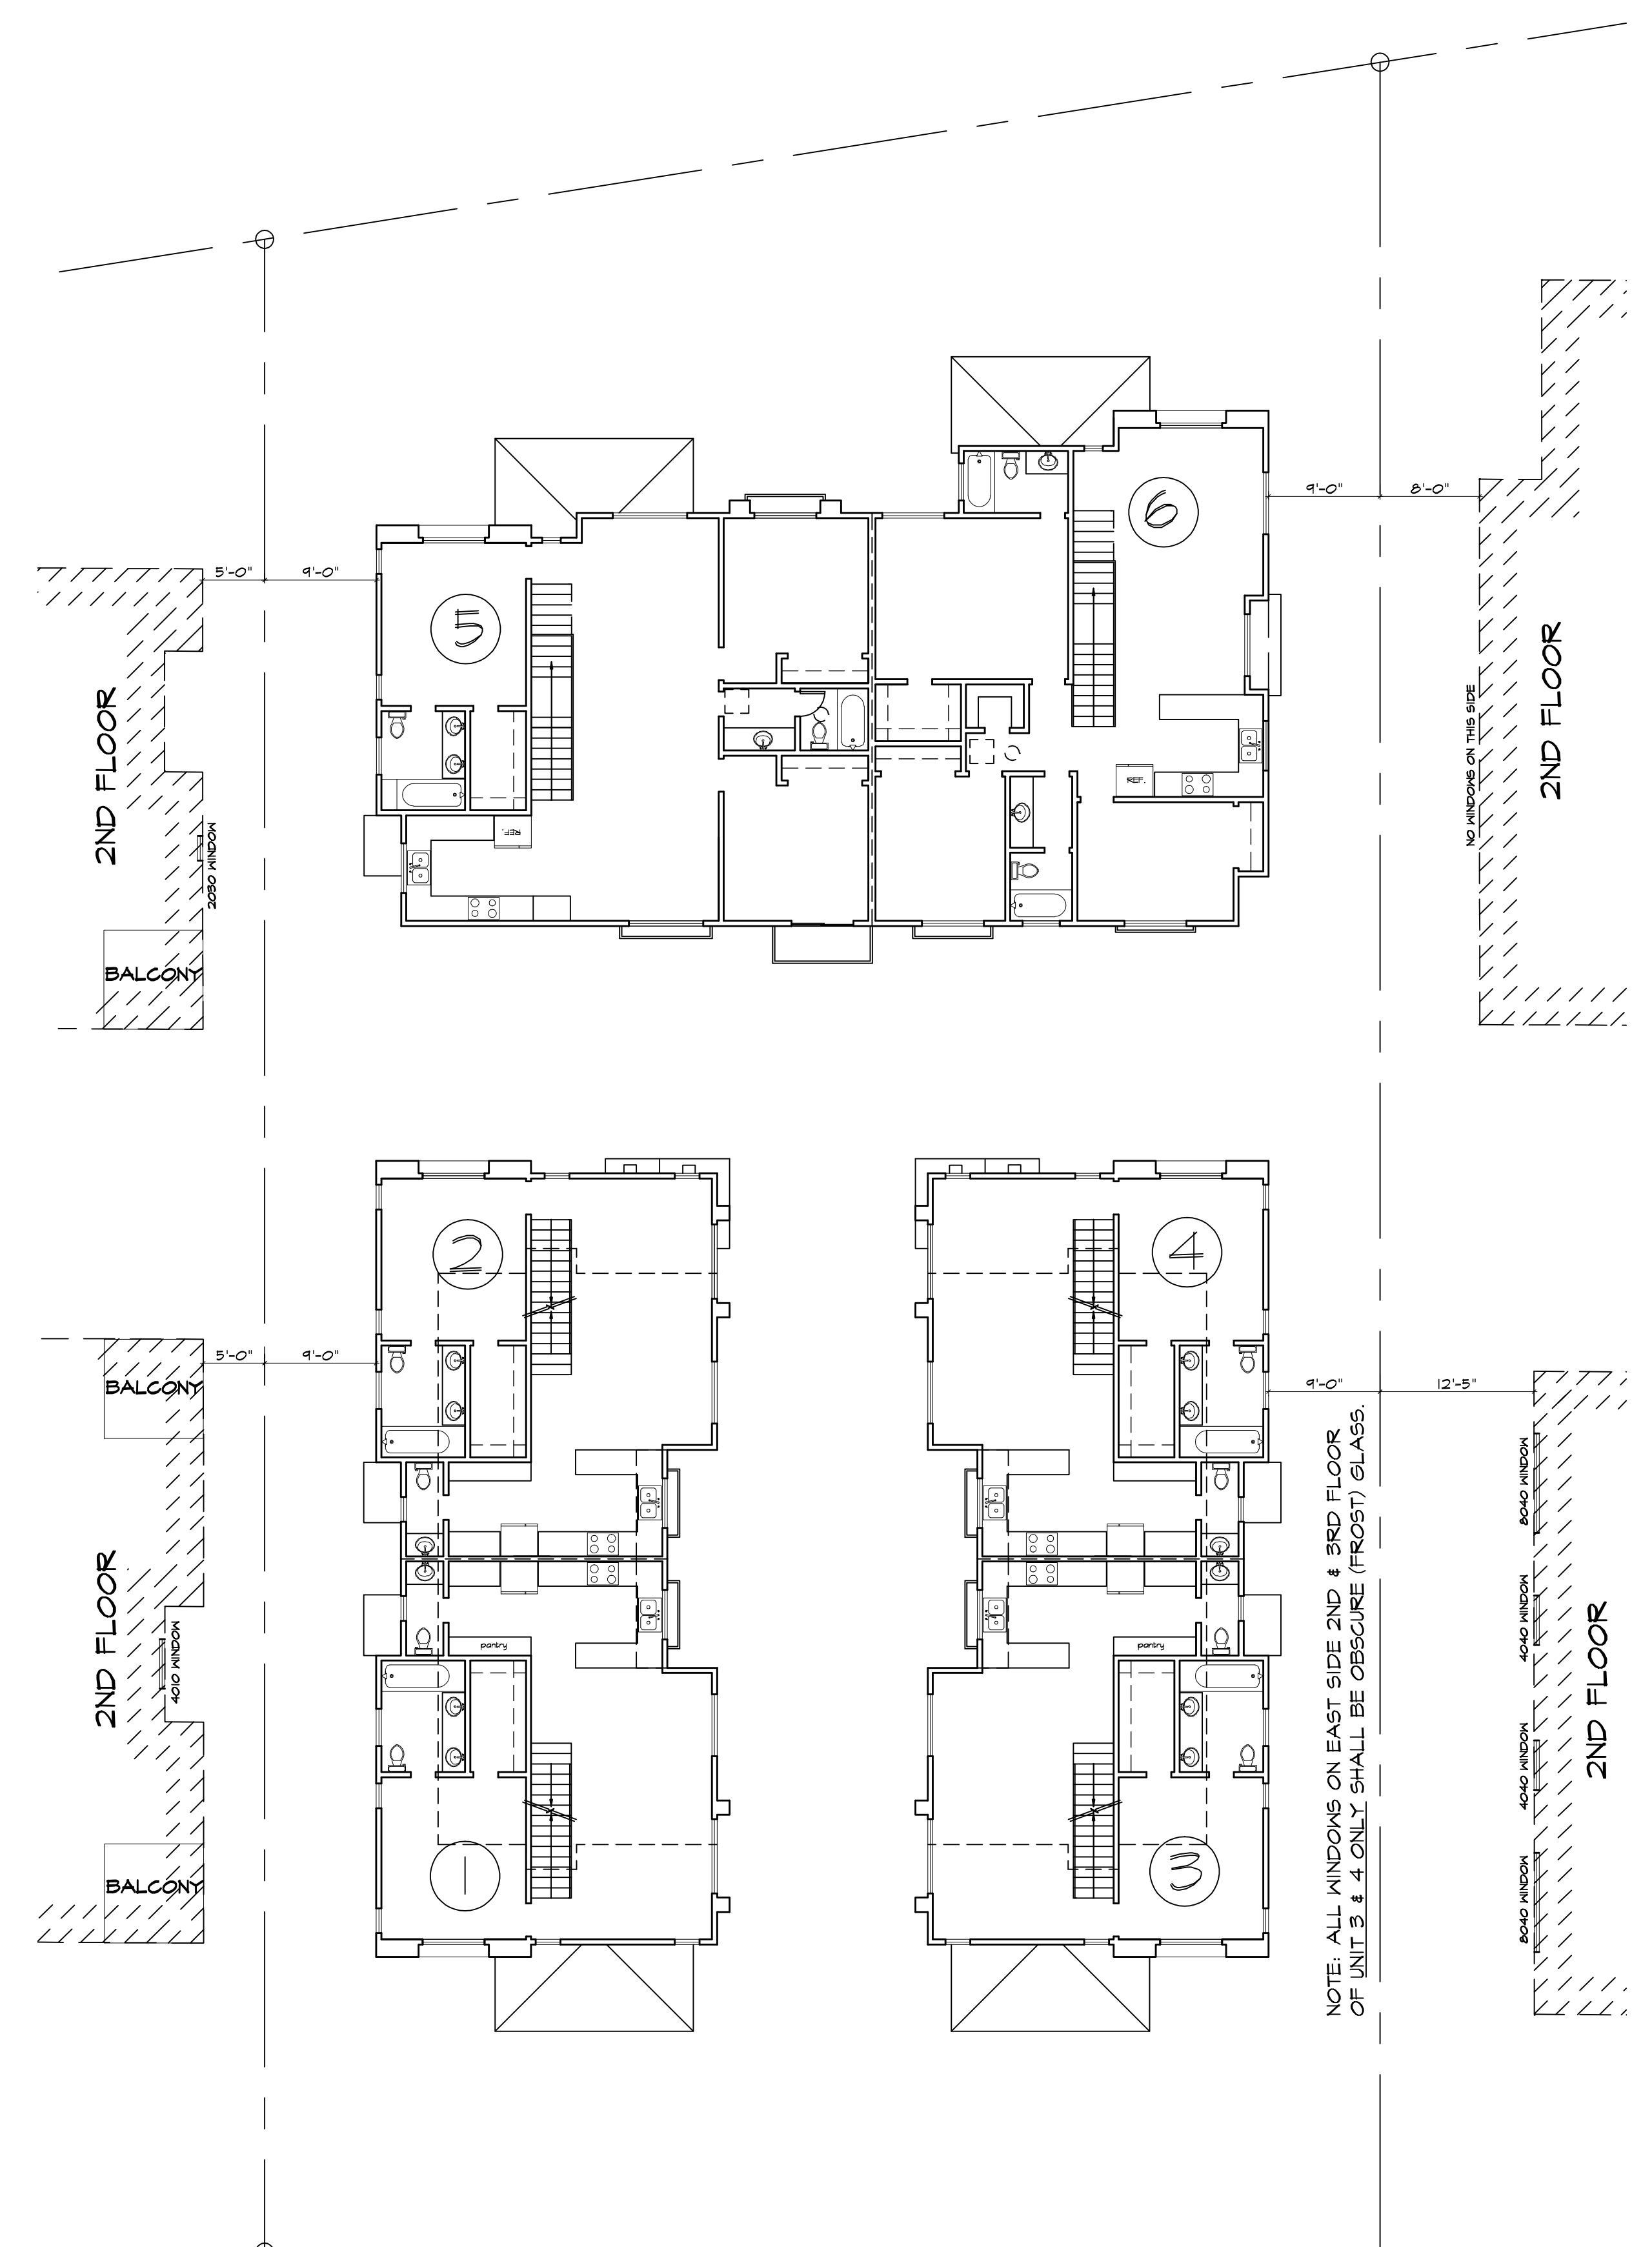 6
9'-0"
8'-0"
5'-0"
9'-0"
5
2ND FLOOR
NO WINDOWS ON THIS SIDE
2ND FLOOR
2030 WINDOW
REF.
REF.
BALCONY
2
4
5'-0"
9'-0"
9'-0"
12'-5"
BALCONY
NOTE: ALL WINDOWS ON EAST SIDE 2ND & 3RD FLOOR
OF UNIT 3 & 4 ONLY SHALL BE OBSCURE (FROST) GLASS.
8040 WINDOW
4040 WINDOW
4040 WINDOW
8040 WINDOW
2ND FLOOR
2ND FLOOR
4010 WINDOW
pantry
pantry
BALCONY
1
3